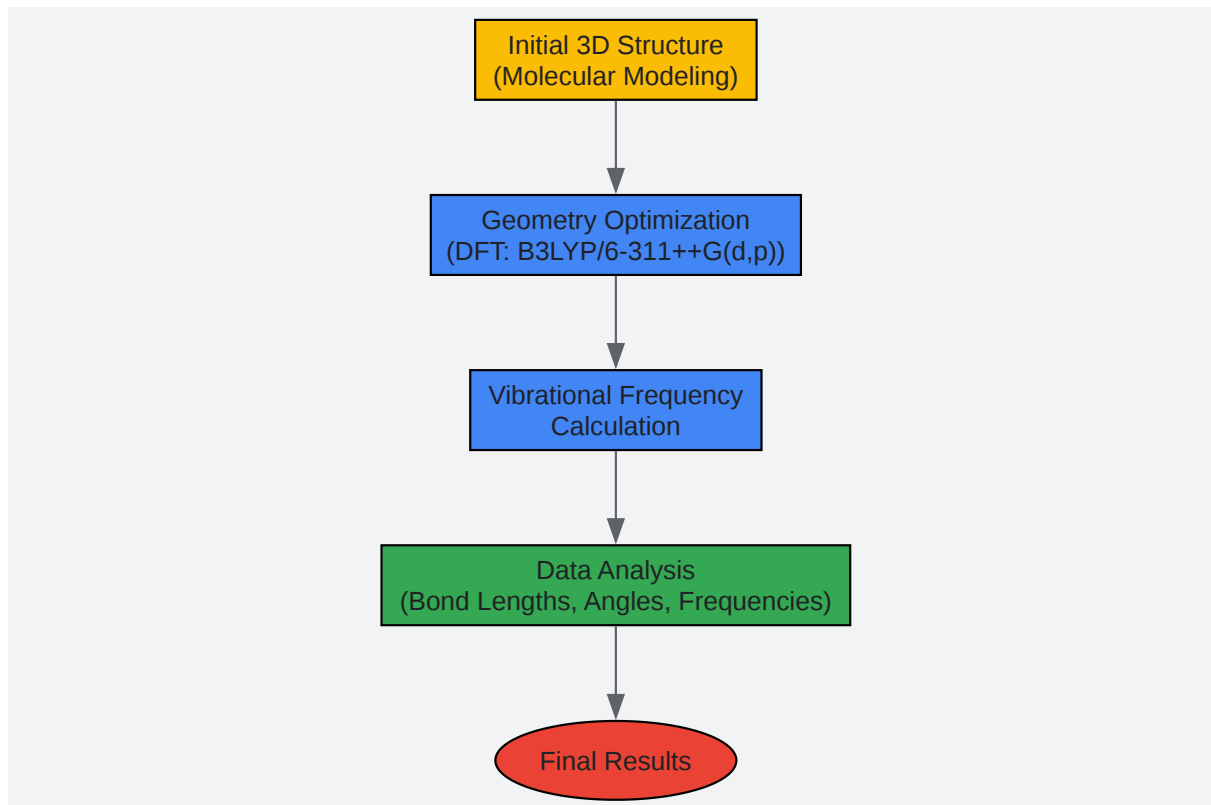 Initial 3D Structure
(Molecular Modeling)
Geometry Optimization
(DFT: B3LYP/6-311++G(d,p))
Vibrational Frequency
Calculation
Data Analysis
(Bond Lengths, Angles, Frequencies)
Final Results